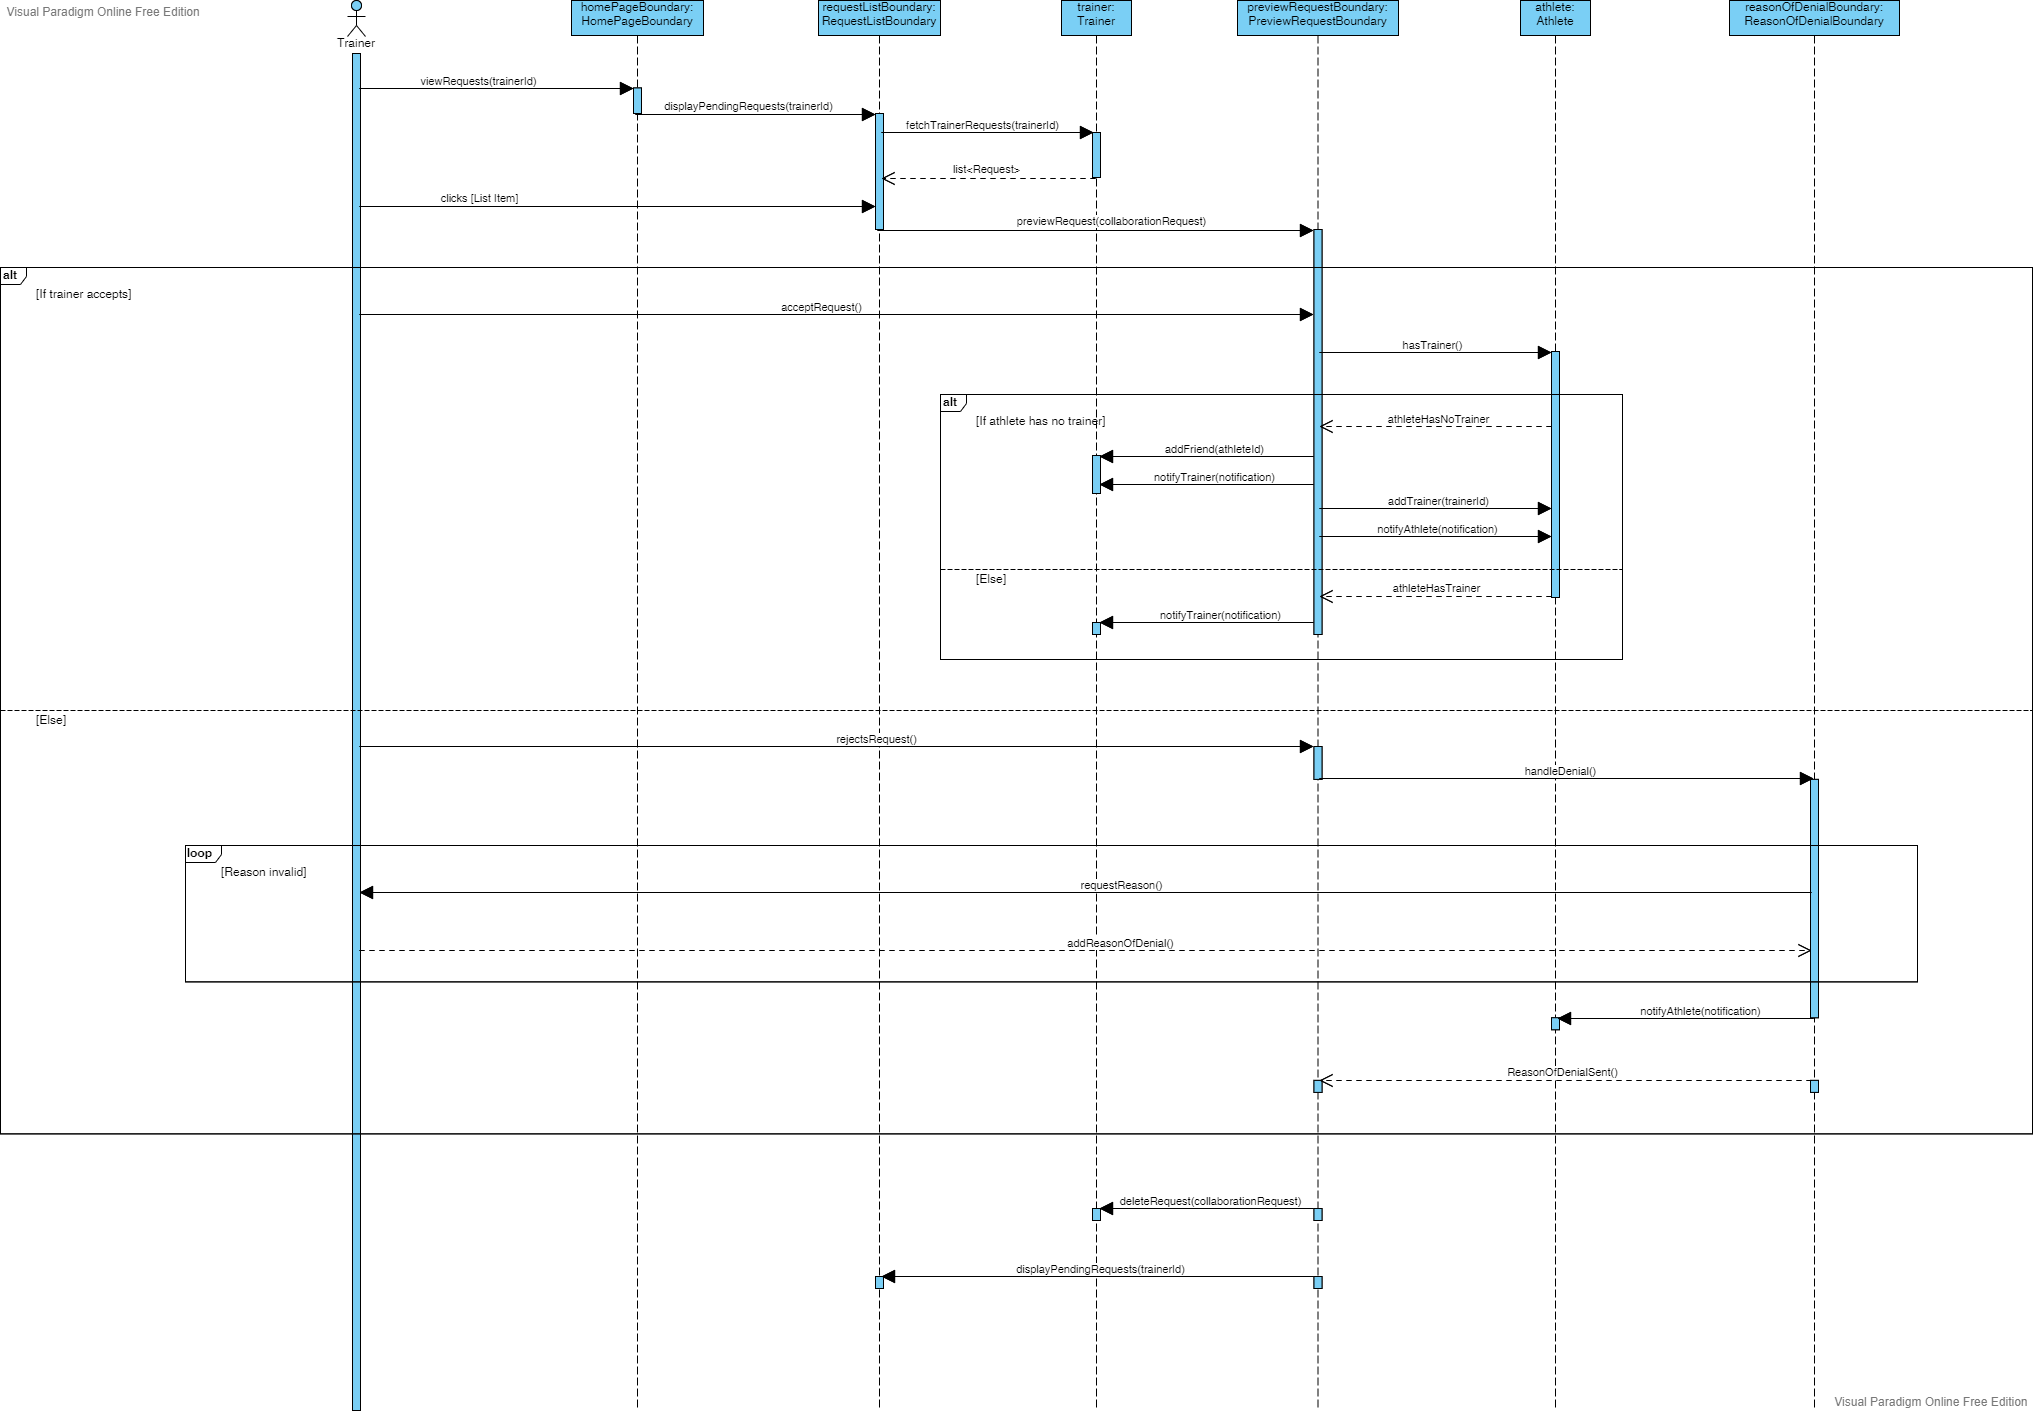 Visual Paradigm Online Free Edition
Trainer
homePageBoundary:
HomePageBoundary
requestListBoundary:
RequestListBoundary
trainer:
Trainer
previewRequestBoundary:
PreviewRequestBoundary
athlete:
Athlete
reasonOfDenialBoundary:
ReasonOfDenialBoundary
viewRequests(trainerId)
displayPendingRequests(trainerId)
fetchTrainerRequests(trainerId)
list<Request>
clicks [List Item]
previewRequest(collaborationRequest)
alt
[If trainer accepts]
acceptRequest()
hasTrainer()
alt
[If athlete has no trainer]
athleteHasNoTrainer
addFriend(athleteId)
notifyTrainer(notification)
addTrainer(trainerId)
notifyAthlete(notification)
[Else]
athleteHasTrainer
notifyTrainer(notification)
[Else]
rejectsRequest()
handleDenial()
loop
[Reason invalid]
requestReason()
addReasonOfDenial()
notifyAthlete(notification)
ReasonOfDenialSent()
deleteRequest(collaborationRequest)
displayPendingRequests(trainerId)
Visual Paradigm Online Free Edition